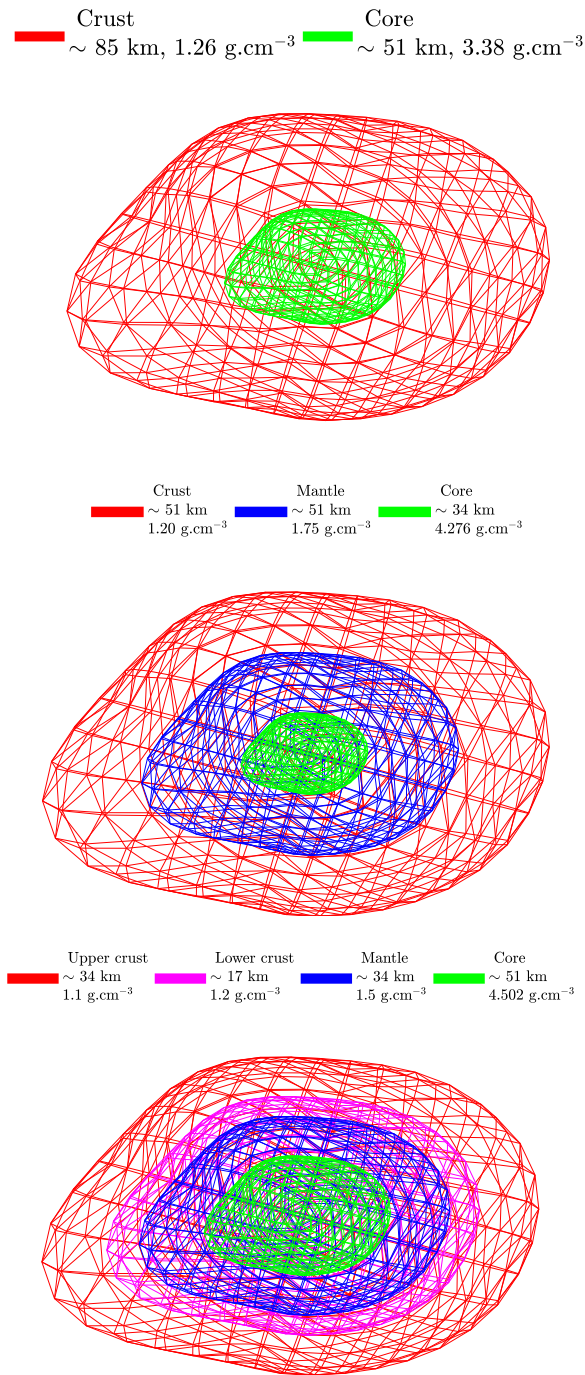 Crust Core
∼ 85 km, 1.26 g.cm⁻³ ∼ 51 km, 3.38 g.cm⁻³
Crust Mantle Core
∼ 51 km ∼ 51 km ∼ 34 km
1.20 g.cm⁻³ 1.75 g.cm⁻³ 4.276 g.cm⁻³
Upper crust Lower crust Mantle Core
∼ 34 km ∼ 17 km ∼ 34 km ∼ 51 km
1.1 g.cm⁻³ 1.2 g.cm⁻³ 1.5 g.cm⁻³ 4.502 g.cm⁻³